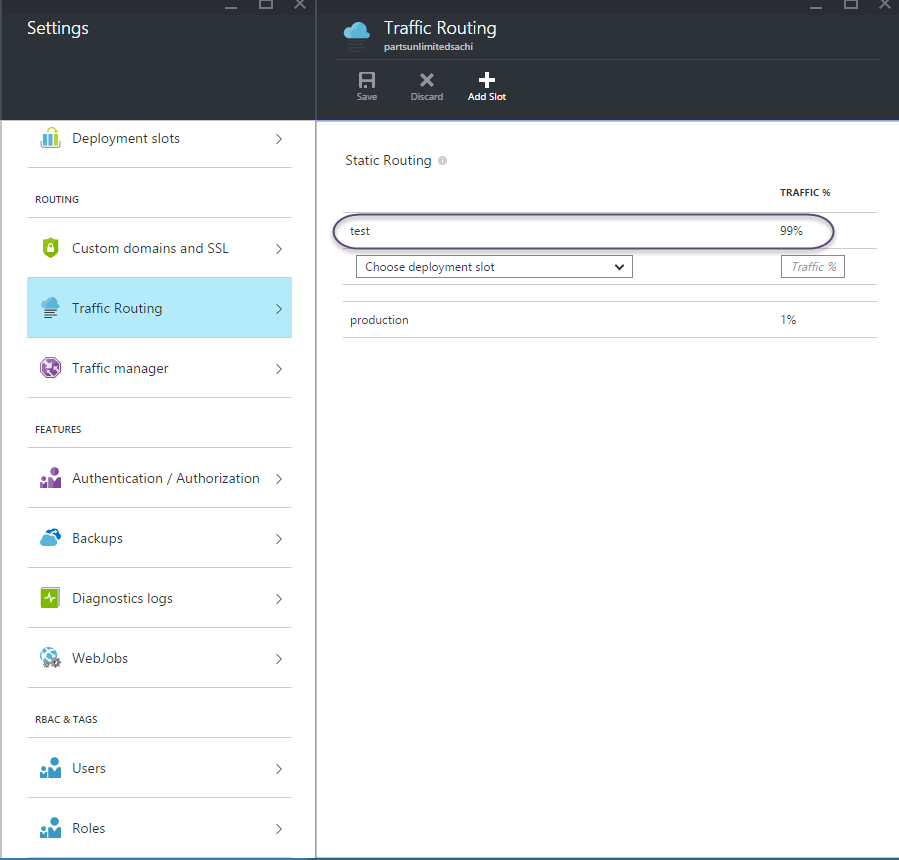 Settings
Deployment slots
ROUTING
Custom domains and SSL
Traffic Routing
Traffic manager
FEATURES
Authentication / Authorization
Backups
Diagnostics logs
WebJobs
RBAC & TAGS
Users
Roles
Traffic Routing
partsunlimitedsachi
Save Discard Add Slot
Static Routing
TRAFFIC %
test 99%
Choose deployment slot Traffic %
production 1%